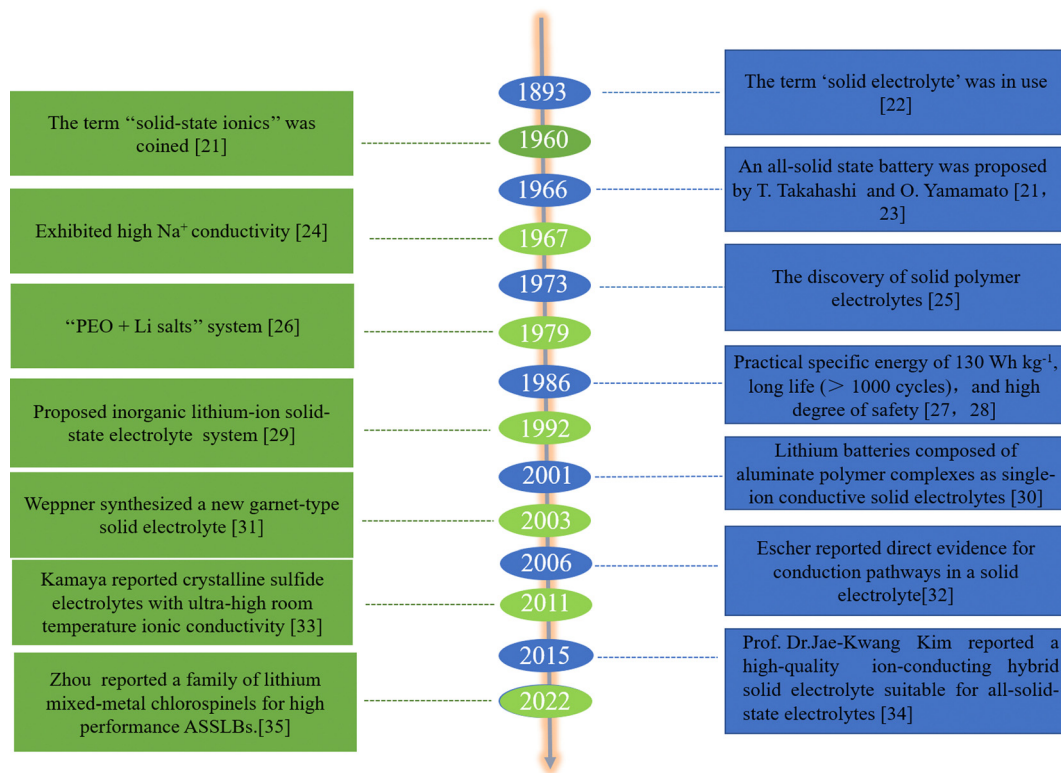 1893
The term ‘solid electrolyte’ was in use
[22]
The term “solid-state ionics” was
coined [21]
1960
1966
An all-solid state battery was proposed
by T. Takahashi and O. Yamamato [21，
23]
Exhibited high Na⁺ conductivity [24]
1967
1973
The discovery of solid polymer
electrolytes [25]
“PEO + Li salts” system [26]
1979
1986
Practical specific energy of 130 Wh kg⁻¹,
long life (＞ 1000 cycles)，and high
degree of safety [27，28]
Proposed inorganic lithium-ion solid-
state electrolyte system [29]
1992
2001
Lithium batteries composed of
aluminate polymer complexes as single-
ion conductive solid electrolytes [30]
Weppner synthesized a new garnet-type
solid electrolyte [31]
2003
2006
Escher reported direct evidence for
conduction pathways in a solid
electrolyte[32]
Kamaya reported crystalline sulfide
electrolytes with ultra-high room
temperature ionic conductivity [33]
2011
2015
Prof. Dr.Jae-Kwang Kim reported a
high-quality ion-conducting hybrid
solid electrolyte suitable for all-solid-
state electrolytes [34]
Zhou reported a family of lithium
mixed-metal chlorospinels for high
performance ASSLBs.[35]
2022